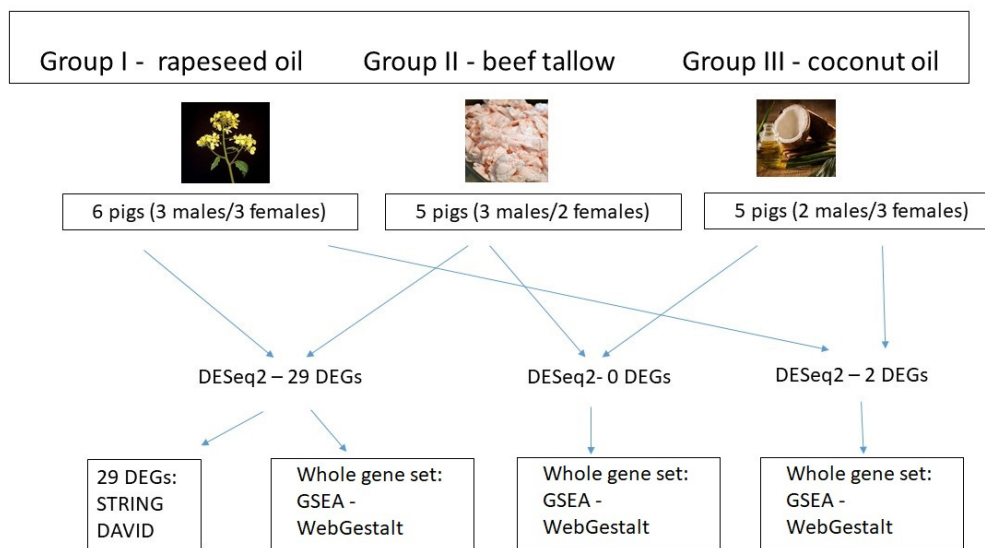 Group I - rapeseed oil
Group II - beef tallow
Group III - coconut oil
6 pigs (3 males/3 females)
5 pigs (3 males/2 females)
5 pigs (2 males/3 females)
DESeq2 – 29 DEGs
DESeq2- 0 DEGs
DESeq2 – 2 DEGs
29 DEGs:
STRING
DAVID
Whole gene set:
GSEA -
WebGestalt
Whole gene set:
GSEA -
WebGestalt
Whole gene set:
GSEA -
WebGestalt